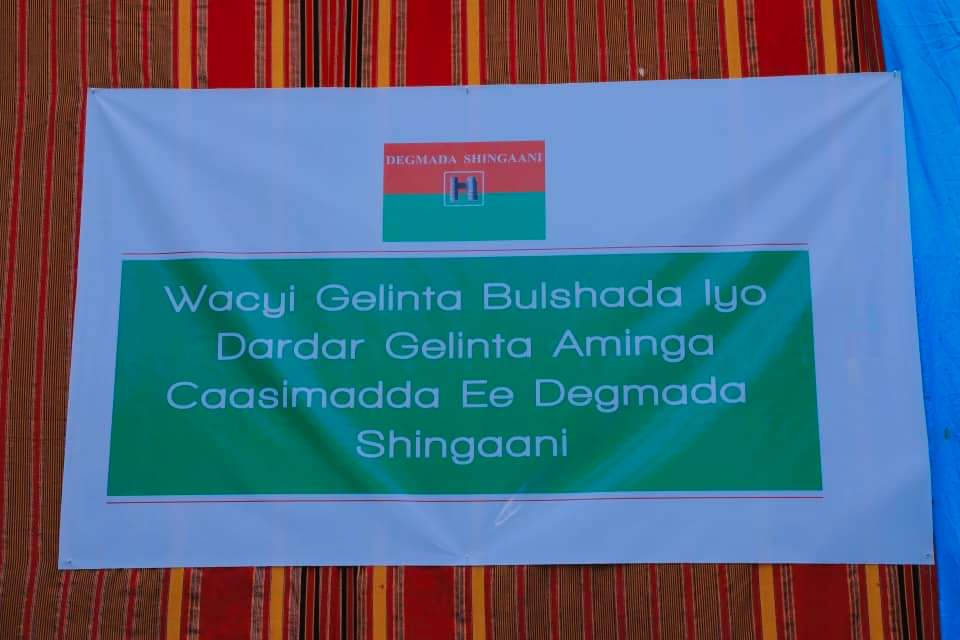 DEGMADA SHINGAANI
H
Wacyi Gelinta Bulshada Iyo
Dardar Gelinta Aminga
Caasimadda Ee Degmada
Shingaani